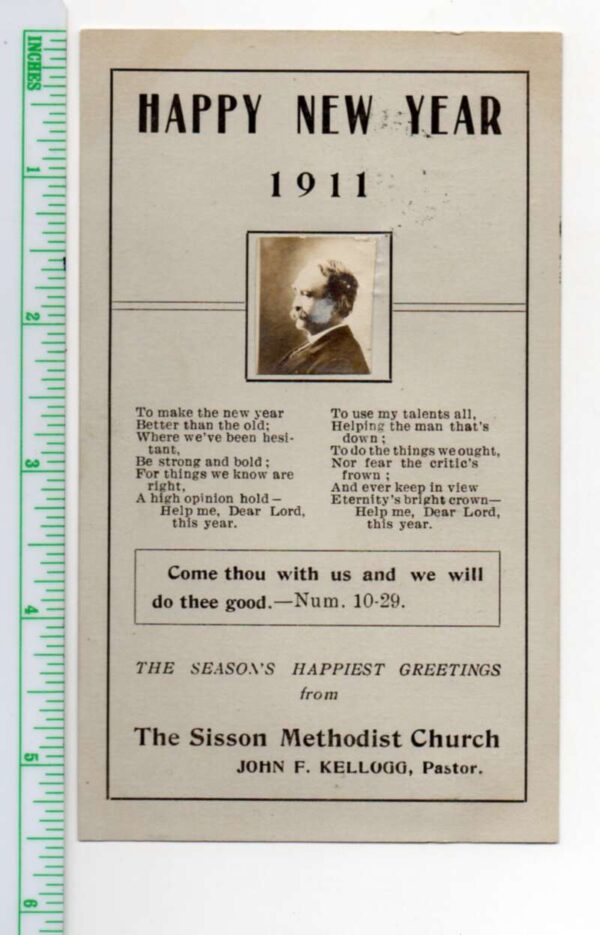 INCHES
1
2
3
4
5
6
HAPPY NEW YEAR
1911
To make the new year
Better than the old;
Where we've been hesi-
tant,
Be strong and bold;
For things we know are
right,
A high opinion hold—
Help me, Dear Lord,
this year.
To use my talents all,
Helping the man that's
down;
To do the things we ought,
Nor fear the critic's
frown;
And ever keep in view
Eternity's bright crown—
Help me, Dear Lord,
this year.
Come thou with us and we will
do thee good.—Num. 10-29.
THE SEASON'S HAPPIEST GREETINGS
from
The Sisson Methodist Church
JOHN F. KELLOGG, Pastor.